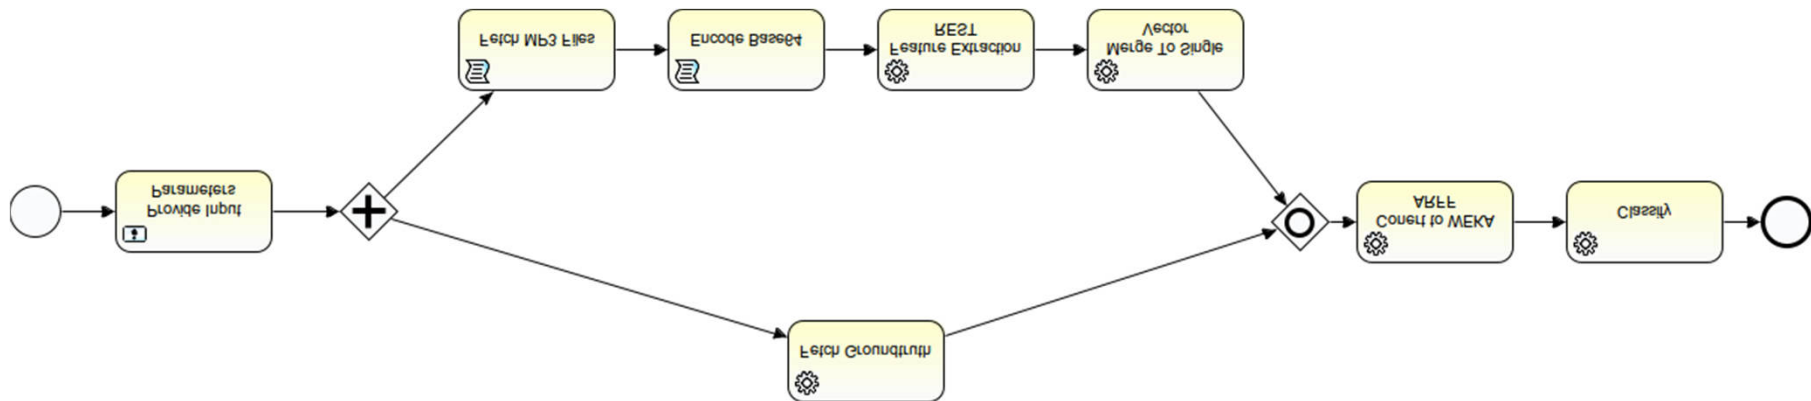 Provide Input
Parameters
Fetch MP3 Files
Encode Base64
Feature Extraction
REST
Merge To Single
Vector
Fetch Groundtruth
Conert to WEKA
ARFF
Classify